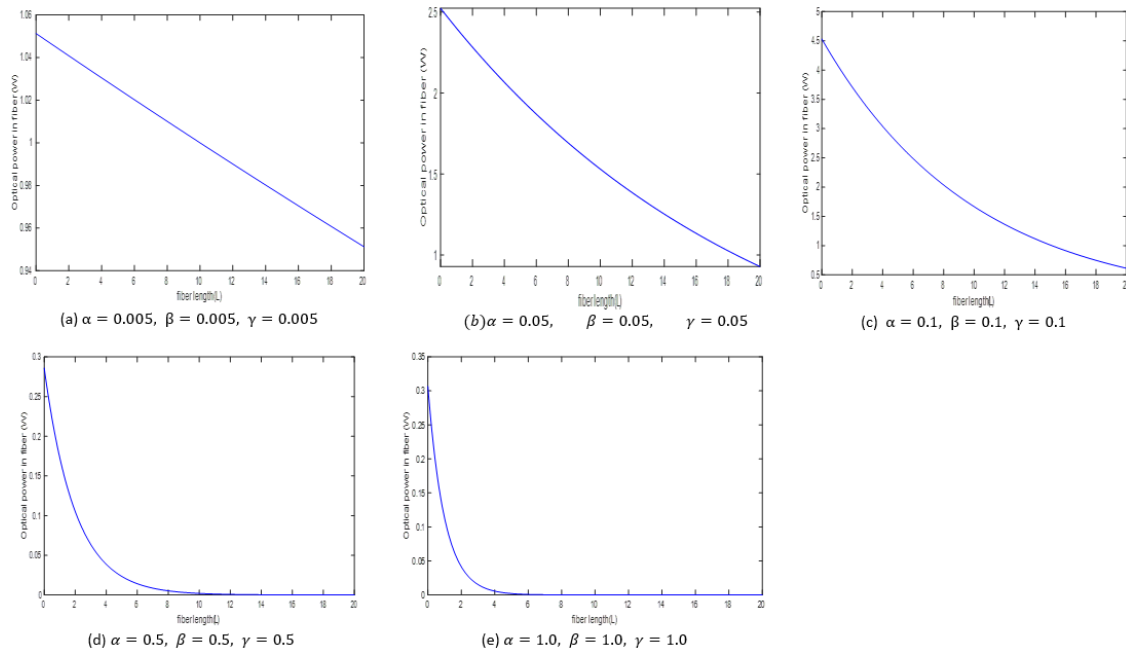 1.06
1.04
1.02
1
0.98
0.96
0.94
0 2 4 6 8 10 12 14 16 18 20
Optical power in fiber (W)
fiber length(L)
(a) α = 0.005, β = 0.005, γ = 0.005
2.5
2
1.5
1
0 2 4 6 8 10 12 14 16 18 20
Optical power in fiber (W)
fiber length(L)
(b)α = 0.05, β = 0.05, γ = 0.05
5
4.5
4
3.5
3
2.5
2
1.5
1
0.5
0 2 4 6 8 10 12 14 16 18 20
Optical power in fiber (W)
fiber length(L)
(c) α = 0.1, β = 0.1, γ = 0.1
0.3
0.25
0.2
0.15
0.1
0.05
0
0 2 4 6 8 10 12 14 16 18 20
Optical power in fiber (W)
fiber length(L)
(d) α = 0.5, β = 0.5, γ = 0.5
0.35
0.3
0.25
0.2
0.15
0.1
0.05
0
0 2 4 6 8 10 12 14 16 18 20
Optical power in fiber (W)
fiber length(L)
(e) α = 1.0, β = 1.0, γ = 1.0